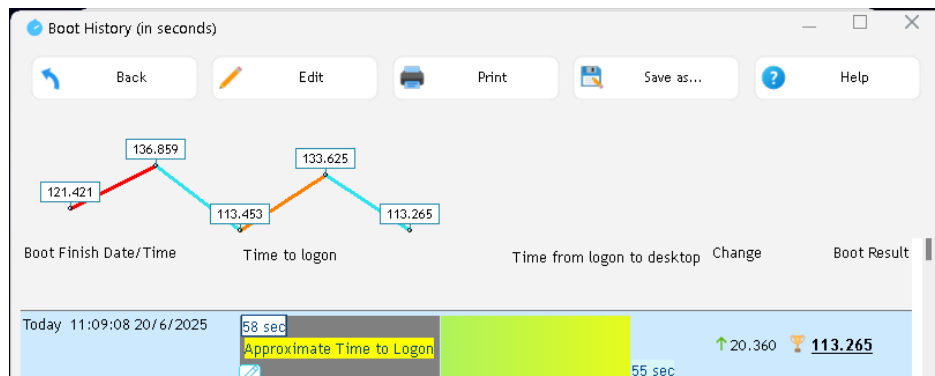 Boot History (in seconds)
Back Edit Print Save as... Help
136.859
133.625
121.421
113.453 113.265
Boot Finish Date/Time Time to logon Time from logon to desktop Change Boot Result
Today 11:09:08 20/6/2025 58 sec
Approximate Time to Logon 20.360 113.265
55 sec